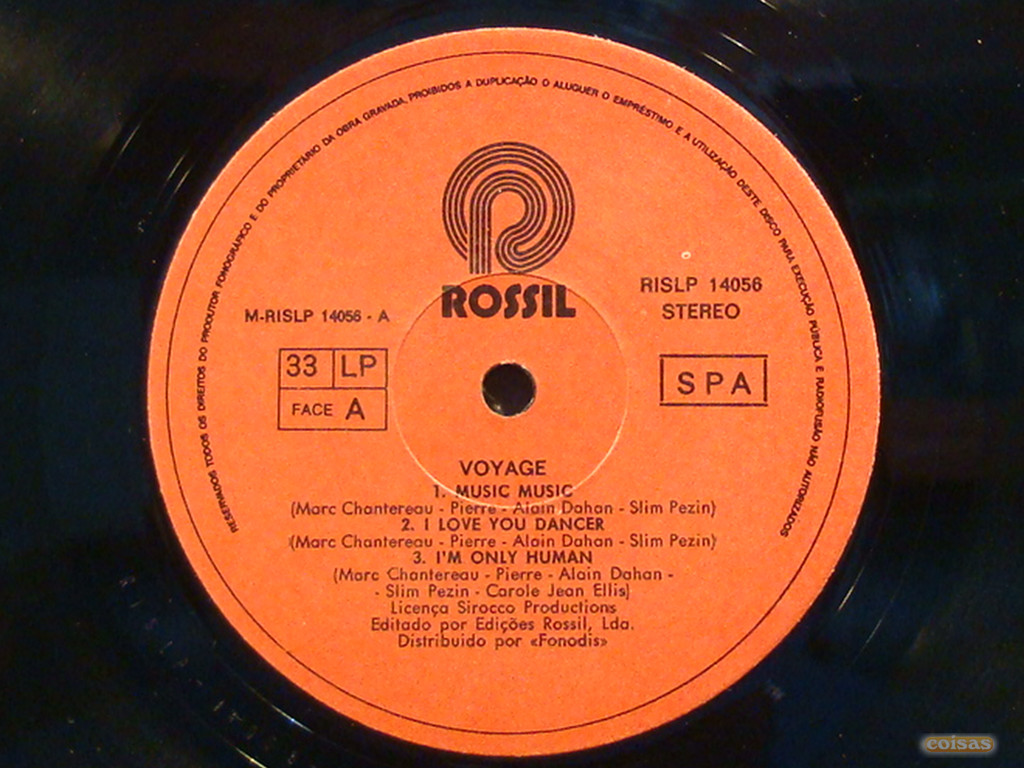 RESERVADOS TODOS OS DIREITOS DO PRODUTOR FONOGRÁFICO E DO PROPRIETÁRIO DA OBRA GRAVADA, PROIBIDOS A DUPLICAÇÃO O ALUGUER O EMPRÉSTIMO E A UTILIZAÇÃO DESTE DISCO PARA EXECUÇÃO PÚBLICA E RADIOFUSÃO NÃO AUTORIZADOS
ROSSIL
M-RISLP 14056 - A
RISLP 14056
STEREO
33 LP
FACE A
SPA
VOYAGE
1. MUSIC MUSIC
(Marc Chantereau - Pierre - Alain Dahan - Slim Pezin)
2. I LOVE YOU DANCER
(Marc Chantereau - Pierre - Alain Dahan - Slim Pezin)
3. I'M ONLY HUMAN
(Marc Chantereau - Pierre - Alain Dahan -
- Slim Pezin - Carole Jean Ellis)
Licença Sirocco Productions
Editado por Edições Rossil, Lda.
Distribuido por «Fonodis»
coisas